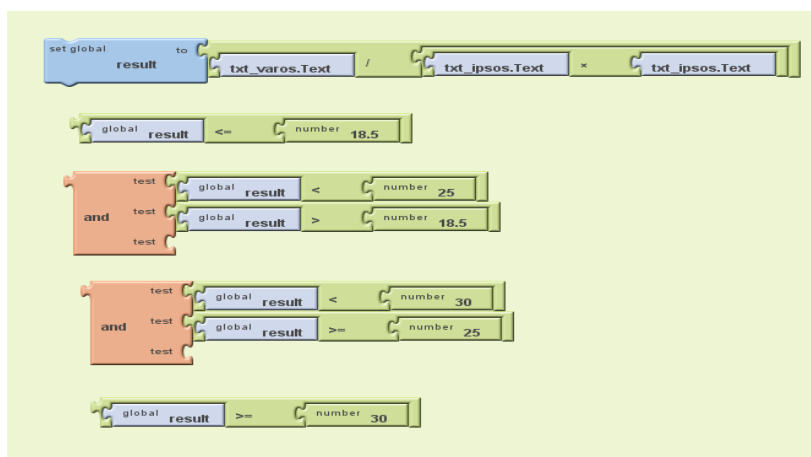 set global result to txt_varos.Text / txt_ipsos.Text × txt_ipsos.Text
global result <= number 18.5
test global result < number 25
and test global result > number 18.5
test
test global result < number 30
and test global result >= number 25
test
global result >= number 30